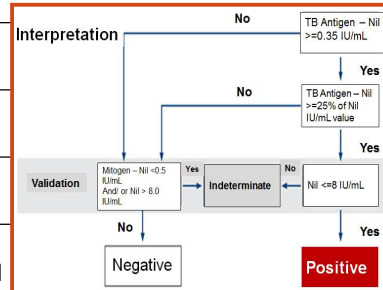 Interpretation
No
TB Antigen – Nil
>=0.35 IU/mL
Yes
No
TB Antigen – Nil
>=25% of Nil
IU/mL value
Yes
Validation
Mitogen – Nil <0.5
IU/mL
And/ or Nil > 8.0
IU/mL
Yes
Indeterminate
No
Nil <=8 IU/mL
No
Yes
Negative
Positive